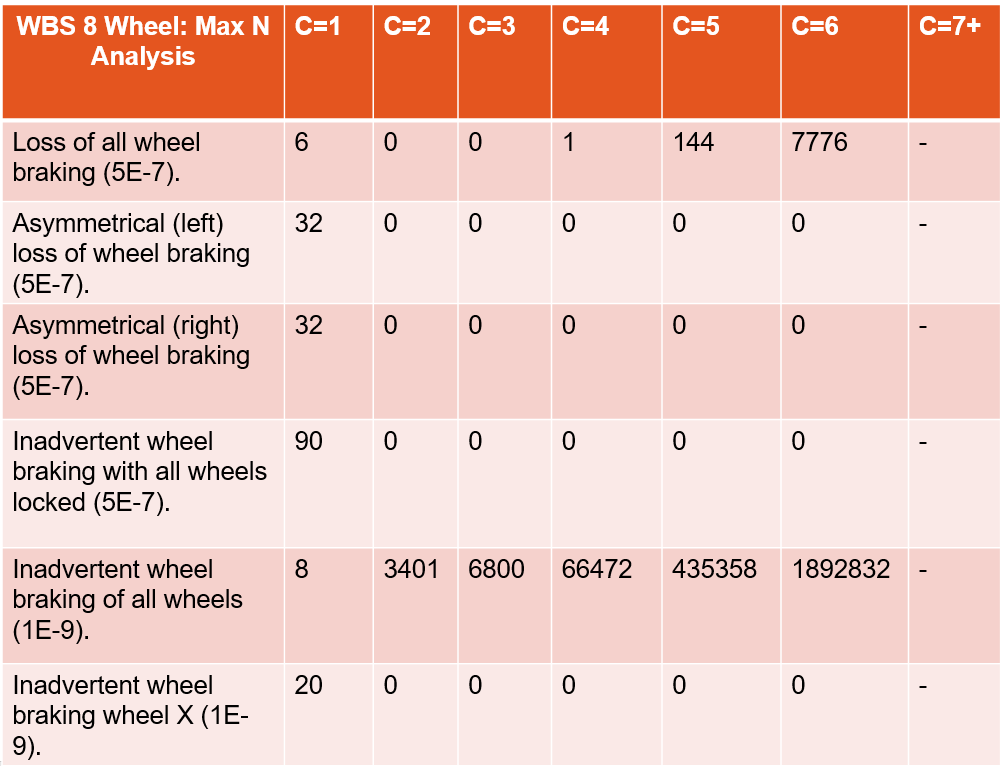 WBS 8 Wheel: Max N Analysis C=1 C=2 C=3 C=4 C=5 C=6 C=7+
Loss of all wheel braking (5E-7). 6 0 0 1 144 7776 -
Asymmetrical (left) loss of wheel braking (5E-7). 32 0 0 0 0 0 -
Asymmetrical (right) loss of wheel braking (5E-7). 32 0 0 0 0 0 -
Inadvertent wheel braking with all wheels locked (5E-7). 90 0 0 0 0 0 -
Inadvertent wheel braking of all wheels (1E-9). 8 3401 6800 66472 435358 1892832 -
Inadvertent wheel braking wheel X (1E-9). 20 0 0 0 0 0 -